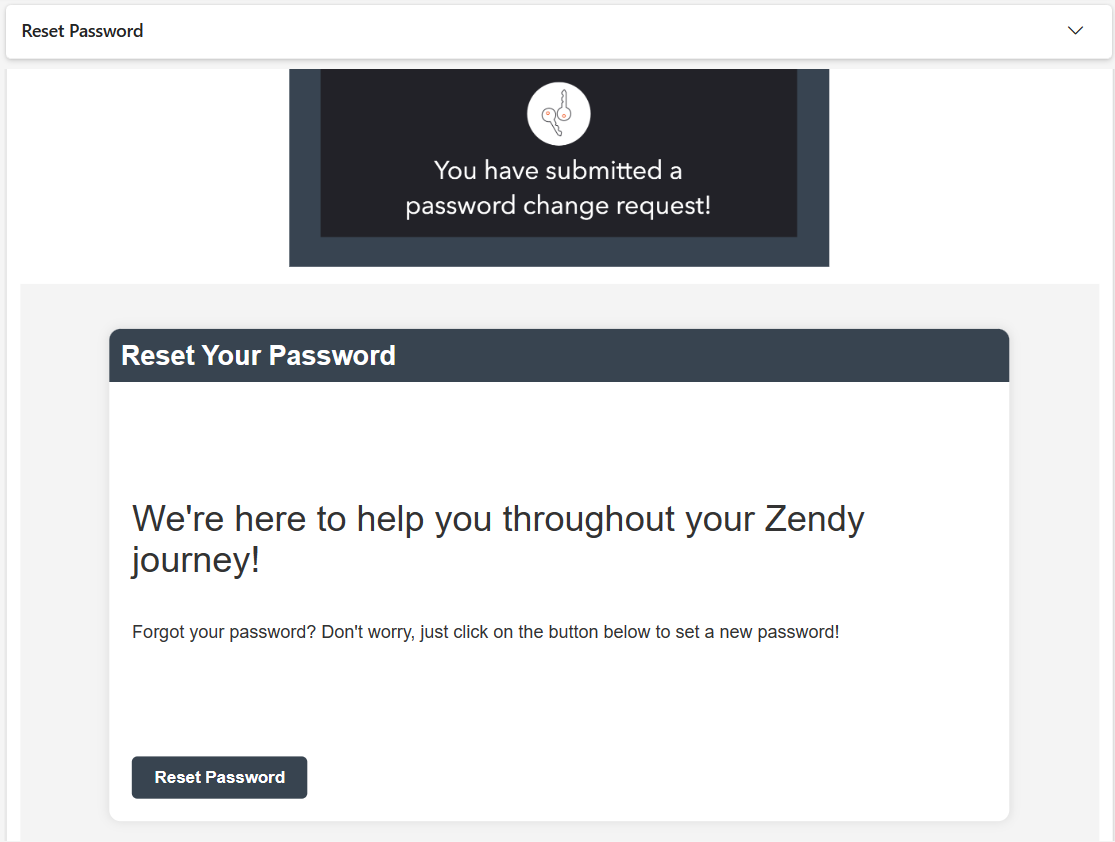 Reset Password
You have submitted a
password change request!
Reset Your Password
We're here to help you throughout your Zendy
journey!
Forgot your password? Don't worry, just click on the button below to set a new password!
Reset Password